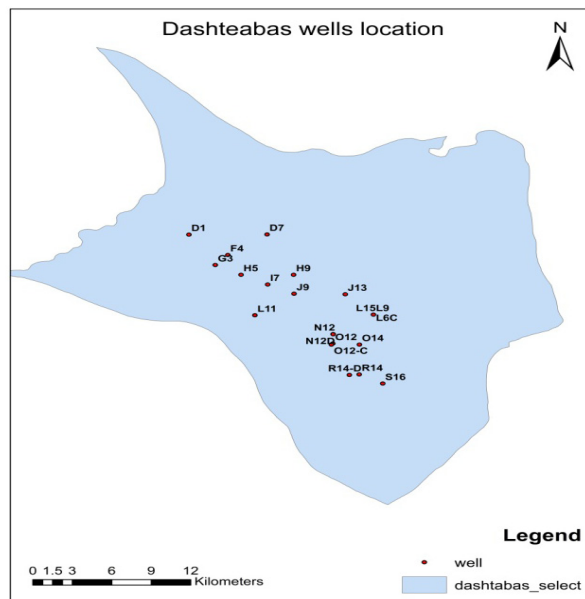 Dashteabas wells location
N
D1
D7
F4
G3
H5
H9
I7
J9
J13
L11
L15L9
L6C
N12
O12
O14
N12D
O12-C
R14-D
R14
S16
Legend
well
dashtabas_select
0 1.5 3 6 9 12
Kilometers